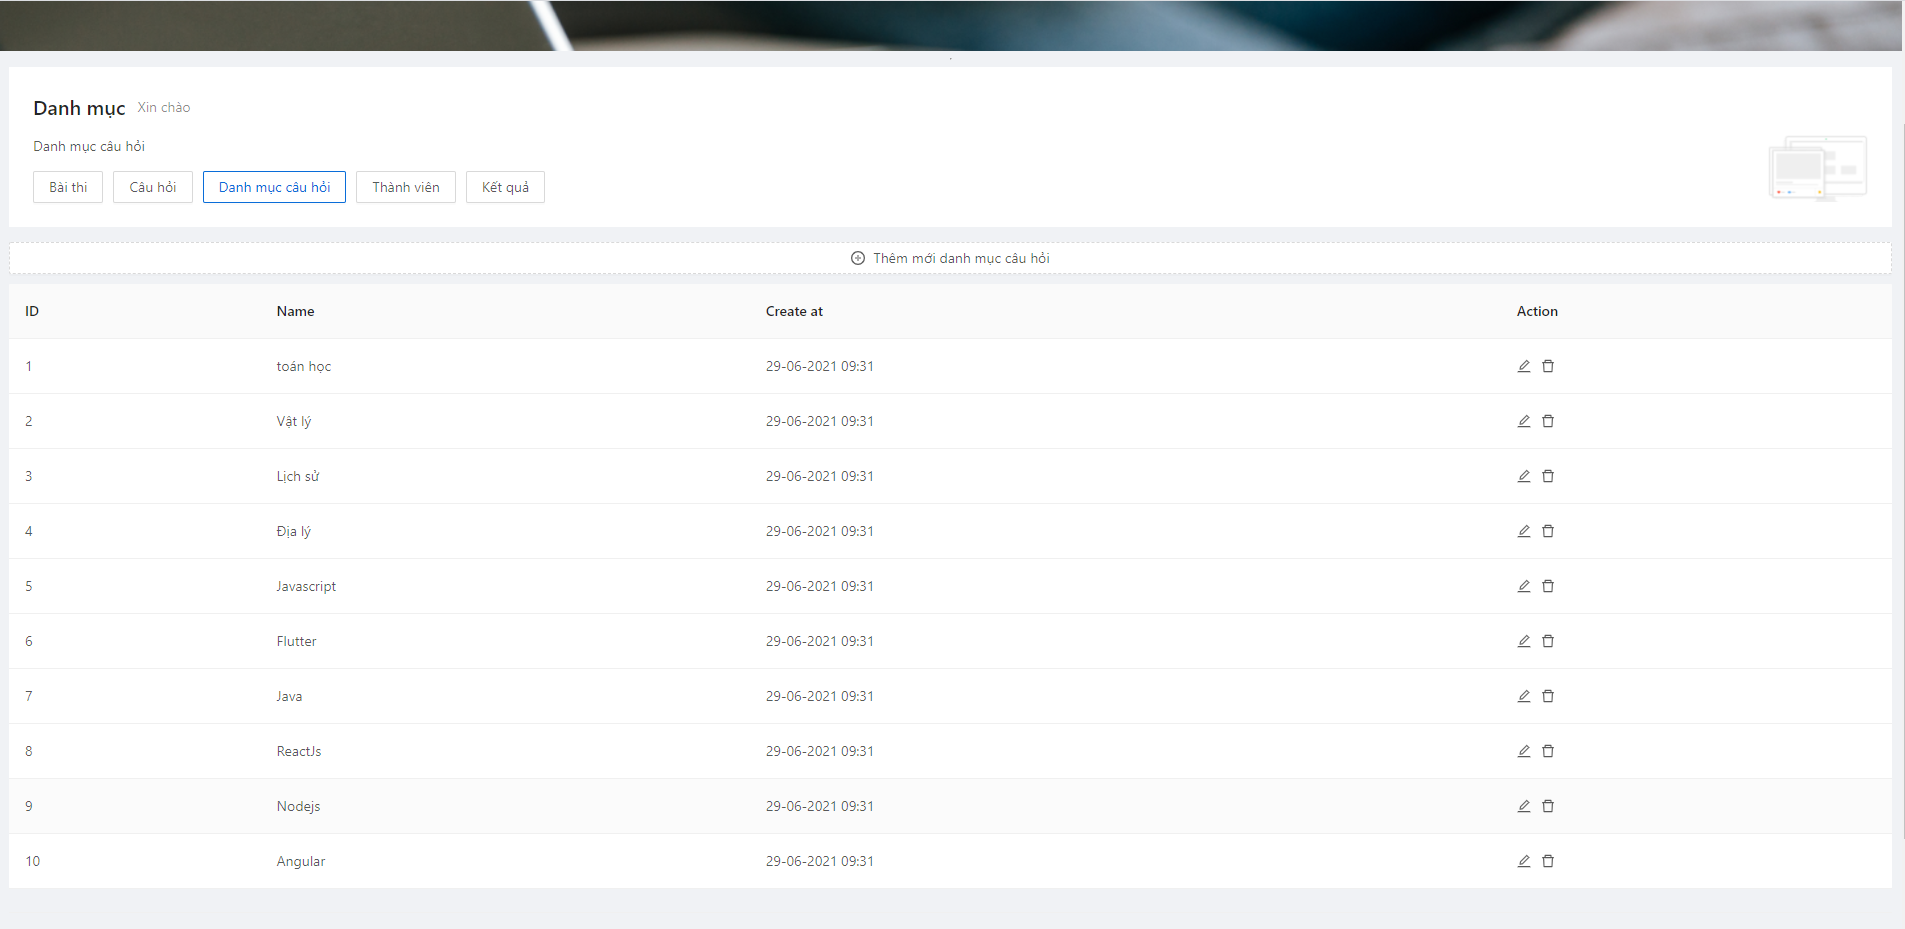 Danh mục Xin chào
Danh mục câu hỏi
Bài thi Câu hỏi Danh mục câu hỏi Thành viên Kết quả
Thêm mới danh mục câu hỏi
ID Name Create at Action
1 toán học 29-06-2021 09:31
2 Vật lý 29-06-2021 09:31
3 Lịch sử 29-06-2021 09:31
4 Địa lý 29-06-2021 09:31
5 Javascript 29-06-2021 09:31
6 Flutter 29-06-2021 09:31
7 Java 29-06-2021 09:31
8 ReactJs 29-06-2021 09:31
9 Nodejs 29-06-2021 09:31
10 Angular 29-06-2021 09:31